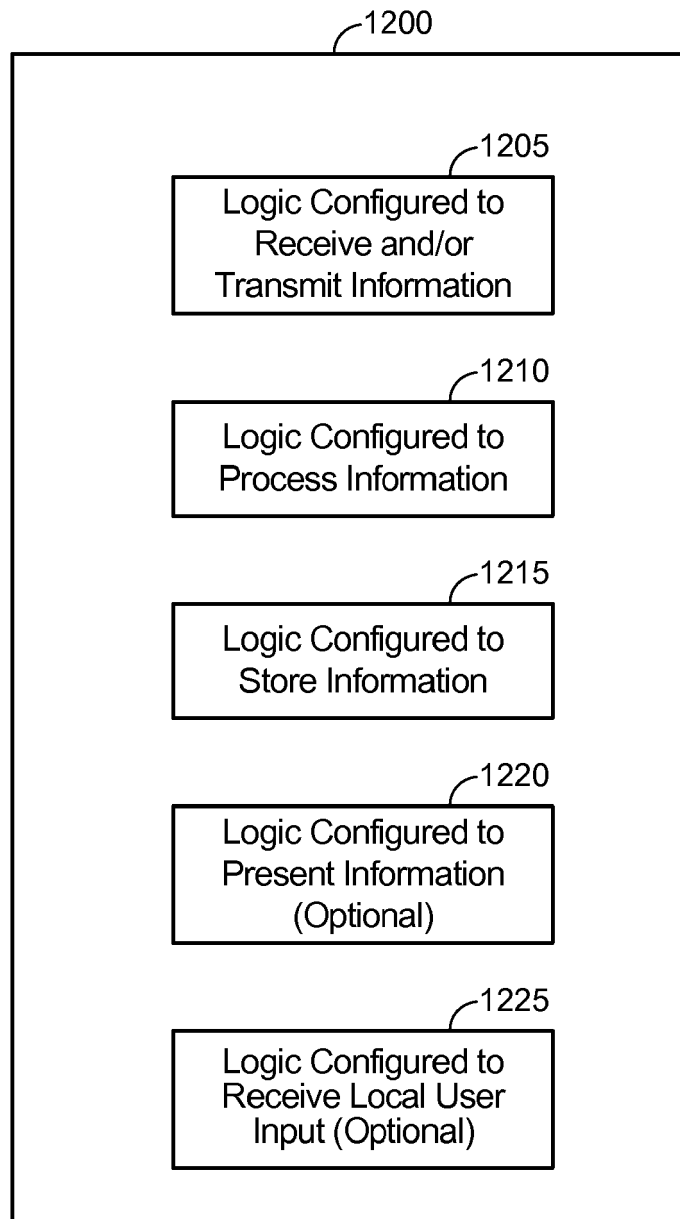 1200
1205
Logic Configured to
Receive and/or
Transmit Information
1210
Logic Configured to
Process Information
1215
Logic Configured to
Store Information
1220
Logic Configured to
Present Information
(Optional)
1225
Logic Configured to
Receive Local User
Input (Optional)